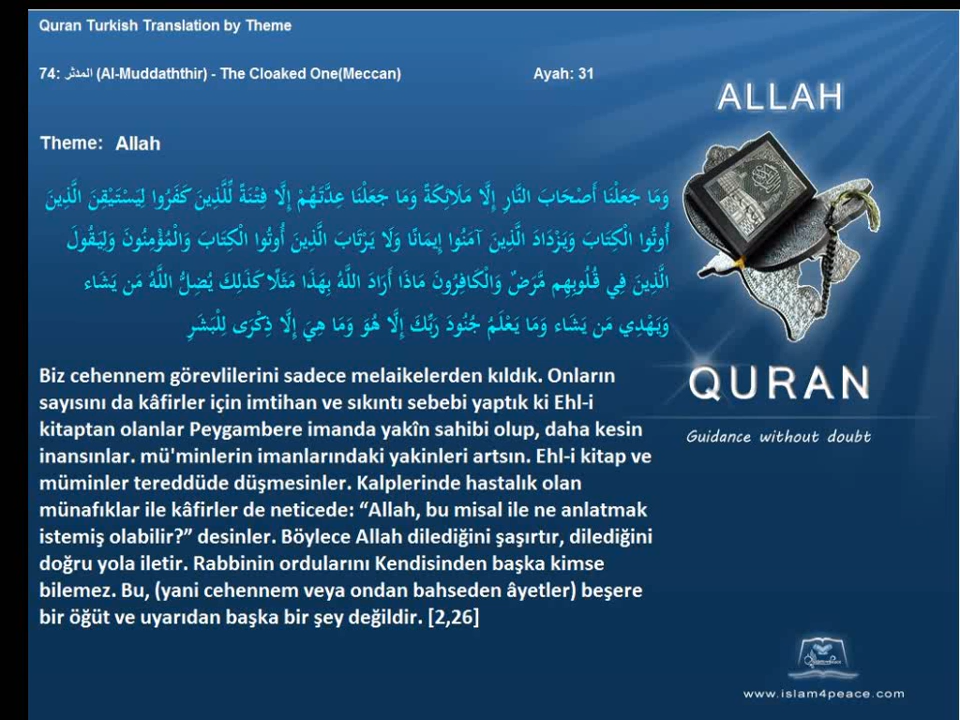 Quran Turkish Translation by Theme
74: المدثر (Al-Muddaththir) - The Cloaked One(Meccan) Ayah: 31
Theme: Allah
وَمَا جَعَلْنَا أَصْحَابَ النَّارِ إِلَّا مَلَائِكَةً وَمَا جَعَلْنَا عِدَّتَهُمْ إِلَّا فِتْنَةً لِّلَّذِينَ كَفَرُوا لِيَسْتَيْقِنَ الَّذِينَ
أُوتُوا الْكِتَابَ وَيَزْدَادَ الَّذِينَ آمَنُوا إِيمَانًا وَلَا يَرْتَابَ الَّذِينَ أُوتُوا الْكِتَابَ وَالْمُؤْمِنُونَ وَلِيَقُولَ
الَّذِينَ فِي قُلُوبِهِم مَّرَضٌ وَالْكَافِرُونَ مَاذَا أَرَادَ اللَّهُ بِهَذَا مَثَلًا كَذَلِكَ يُضِلُّ اللَّهُ مَن يَشَاء
وَيَهْدِي مَن يَشَاء وَمَا يَعْلَمُ جُنُودَ رَبِّكَ إِلَّا هُوَ وَمَا هِيَ إِلَّا ذِكْرَى لِلْبَشَرِ
Biz cehennem görevlilerini sadece melaikelerden kıldık. Onların
sayısını da kâfirler için imtihan ve sıkıntı sebebi yaptık ki Ehl-i
kitaptan olanlar Peygambere imanda yakîn sahibi olup, daha kesin
inansınlar. mü'minlerin imanlarındaki yakinleri artsın. Ehl-i kitap ve
müminler tereddüde düşmesinler. Kalplerinde hastalık olan
münafıklar ile kâfirler de neticede: “Allah, bu misal ile ne anlatmak
istemiş olabilir?” desinler. Böylece Allah dilediğini şaşırtır, dilediğini
doğru yola iletir. Rabbinin ordularını Kendisinden başka kimse
bilemez. Bu, (yani cehennem veya ondan bahseden âyetler) beşere
bir öğüt ve uyarıdan başka bir şey değildir. [2,26]
ALLAH
QURAN
Guidance without doubt
www.islam4peace.com